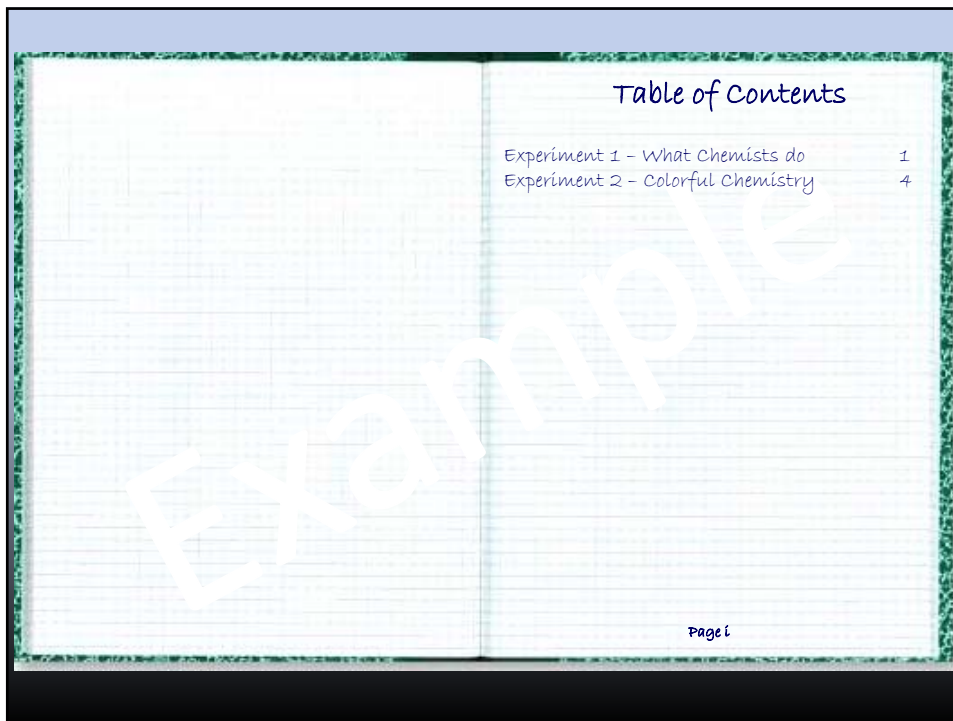 Table of Contents
Experiment 1 – What Chemists do 1
Experiment 2 – Colorful Chemistry 4
Example
Page i